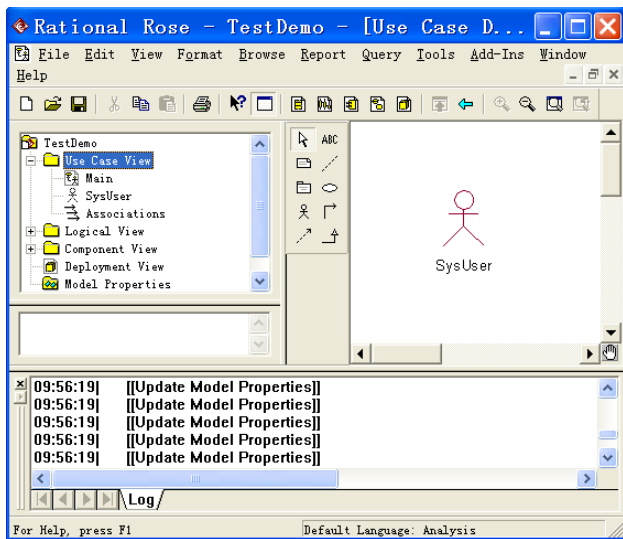 Rational Rose - TestDemo - [Use Case D...
File Edit View Format Browse Report Query Tools Add-Ins Window
Help
TestDemo
Use Case View
Main
SysUser
Associations
Logical View
Component View
Deployment View
Model Properties
ABC
SysUser
09:56:19| [[Update Model Properties]]
09:56:19| [[Update Model Properties]]
09:56:19| [[Update Model Properties]]
09:56:19| [[Update Model Properties]]
09:56:19| [[Update Model Properties]]
Log
For Help, press F1 Default Language: Analysis